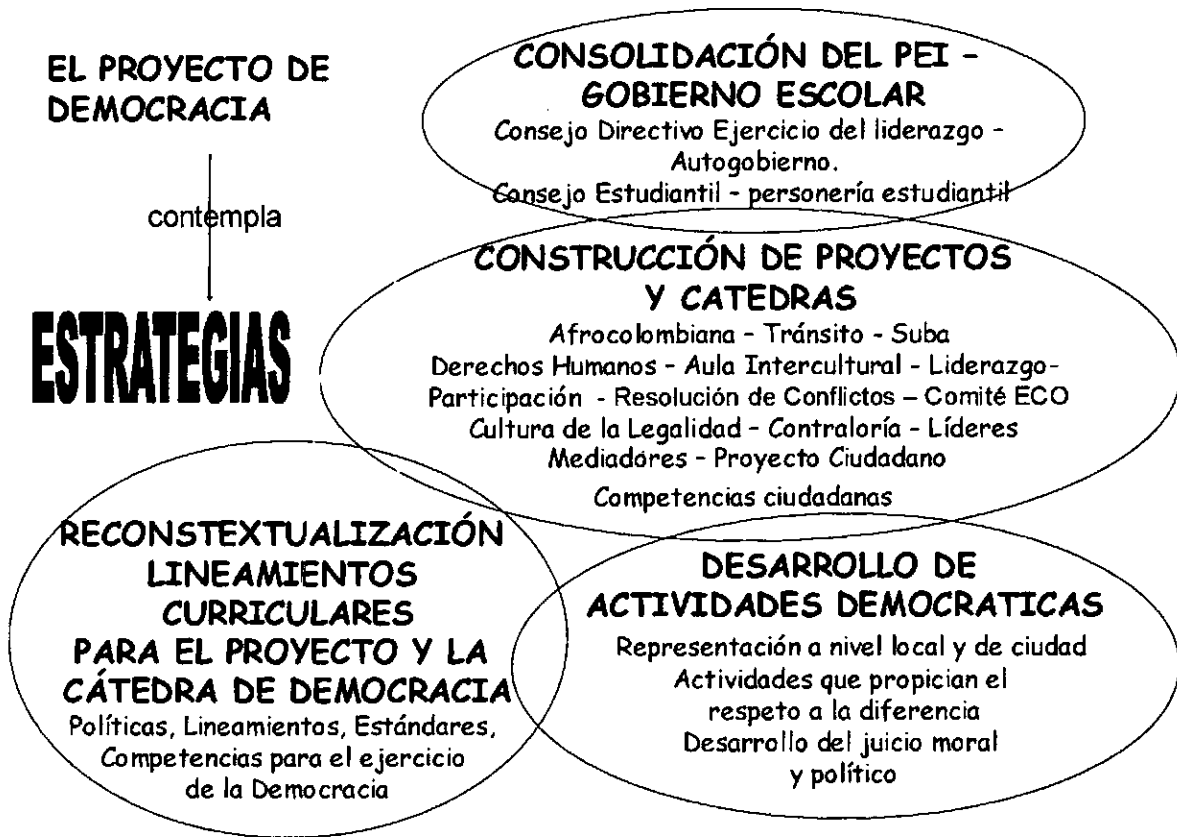 EL PROYECTO DE
DEMOCRACIA
contempla
ESTRATEGIAS
CONSOLIDACIÓN DEL PEI –
GOBIERNO ESCOLAR
Consejo Directivo Ejercicio del liderazgo –
Autogobierno.
Consejo Estudiantil – personería estudiantil
CONSTRUCCIÓN DE PROYECTOS
Y CATEDRAS
Afrocolombiana – Tránsito – Suba
Derechos Humanos – Aula Intercultural – Liderazgo–
Participación - Resolución de Conflictos – Comité ECO
Cultura de la Legalidad – Contraloría – Líderes
Mediadores – Proyecto Ciudadano
Competencias ciudadanas
RECONSTEXTUALIZACIÓN
LINEAMIENTOS
CURRICULARES
PARA EL PROYECTO Y LA
CÁTEDRA DE DEMOCRACIA
Políticas, Lineamientos, Estándares,
Competencias para el ejercicio
de la Democracia
DESARROLLO DE
ACTIVIDADES DEMOCRATICAS
Representación a nivel local y de ciudad
Actividades que propician el
respeto a la diferencia
Desarrollo del juicio moral
y político